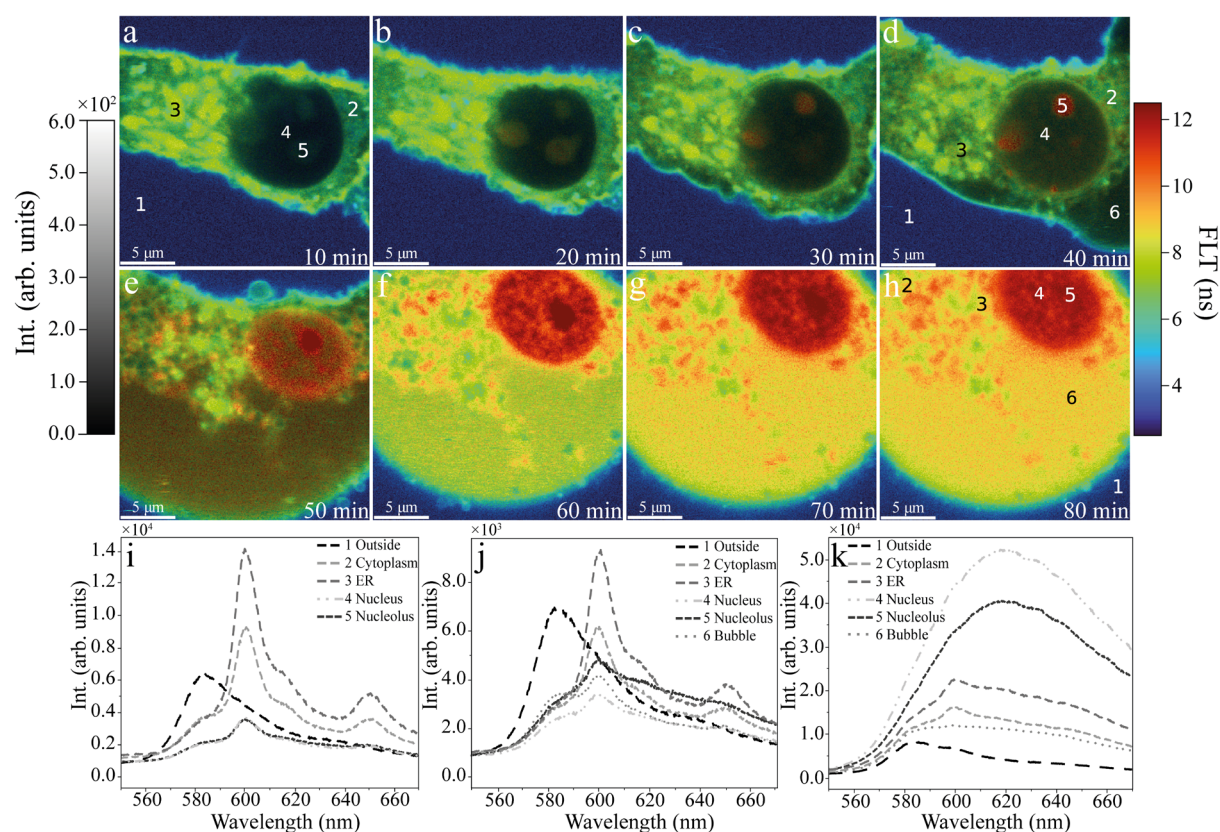 a
b
c
d
3
4
5
2
1
5
2
4
3
1
6
5 μm
10 min
5 μm
20 min
5 μm
30 min
5 μm
40 min
×10²
6.0
5.0
4.0
3.0
2.0
1.0
0.0
Int. (arb. units)
12
10
8
6
4
FLT (ns)
e
f
g
h
2
3
4
5
6
1
5 μm
50 min
5 μm
60 min
5 μm
70 min
5 μm
80 min
×10⁴
i
1.4
1.2
1.0
0.8
0.6
0.4
0.2
0.0
Int. (arb. units)
1 Outside
2 Cytoplasm
3 ER
4 Nucleus
5 Nucleolus
560 580 600 620 640 660
Wavelength (nm)
×10³
j
8.0
6.0
4.0
2.0
0.0
Int. (arb. units)
1 Outside
2 Cytoplasm
3 ER
4 Nucleus
5 Nucleolus
6 Bubble
560 580 600 620 640 660
Wavelength (nm)
×10⁴
k
5.0
4.0
3.0
2.0
1.0
0.0
Int. (arb. units)
1 Outside
2 Cytoplasm
3 ER
4 Nucleus
5 Nucleolus
6 Bubble
560 580 600 620 640 660
Wavelength (nm)